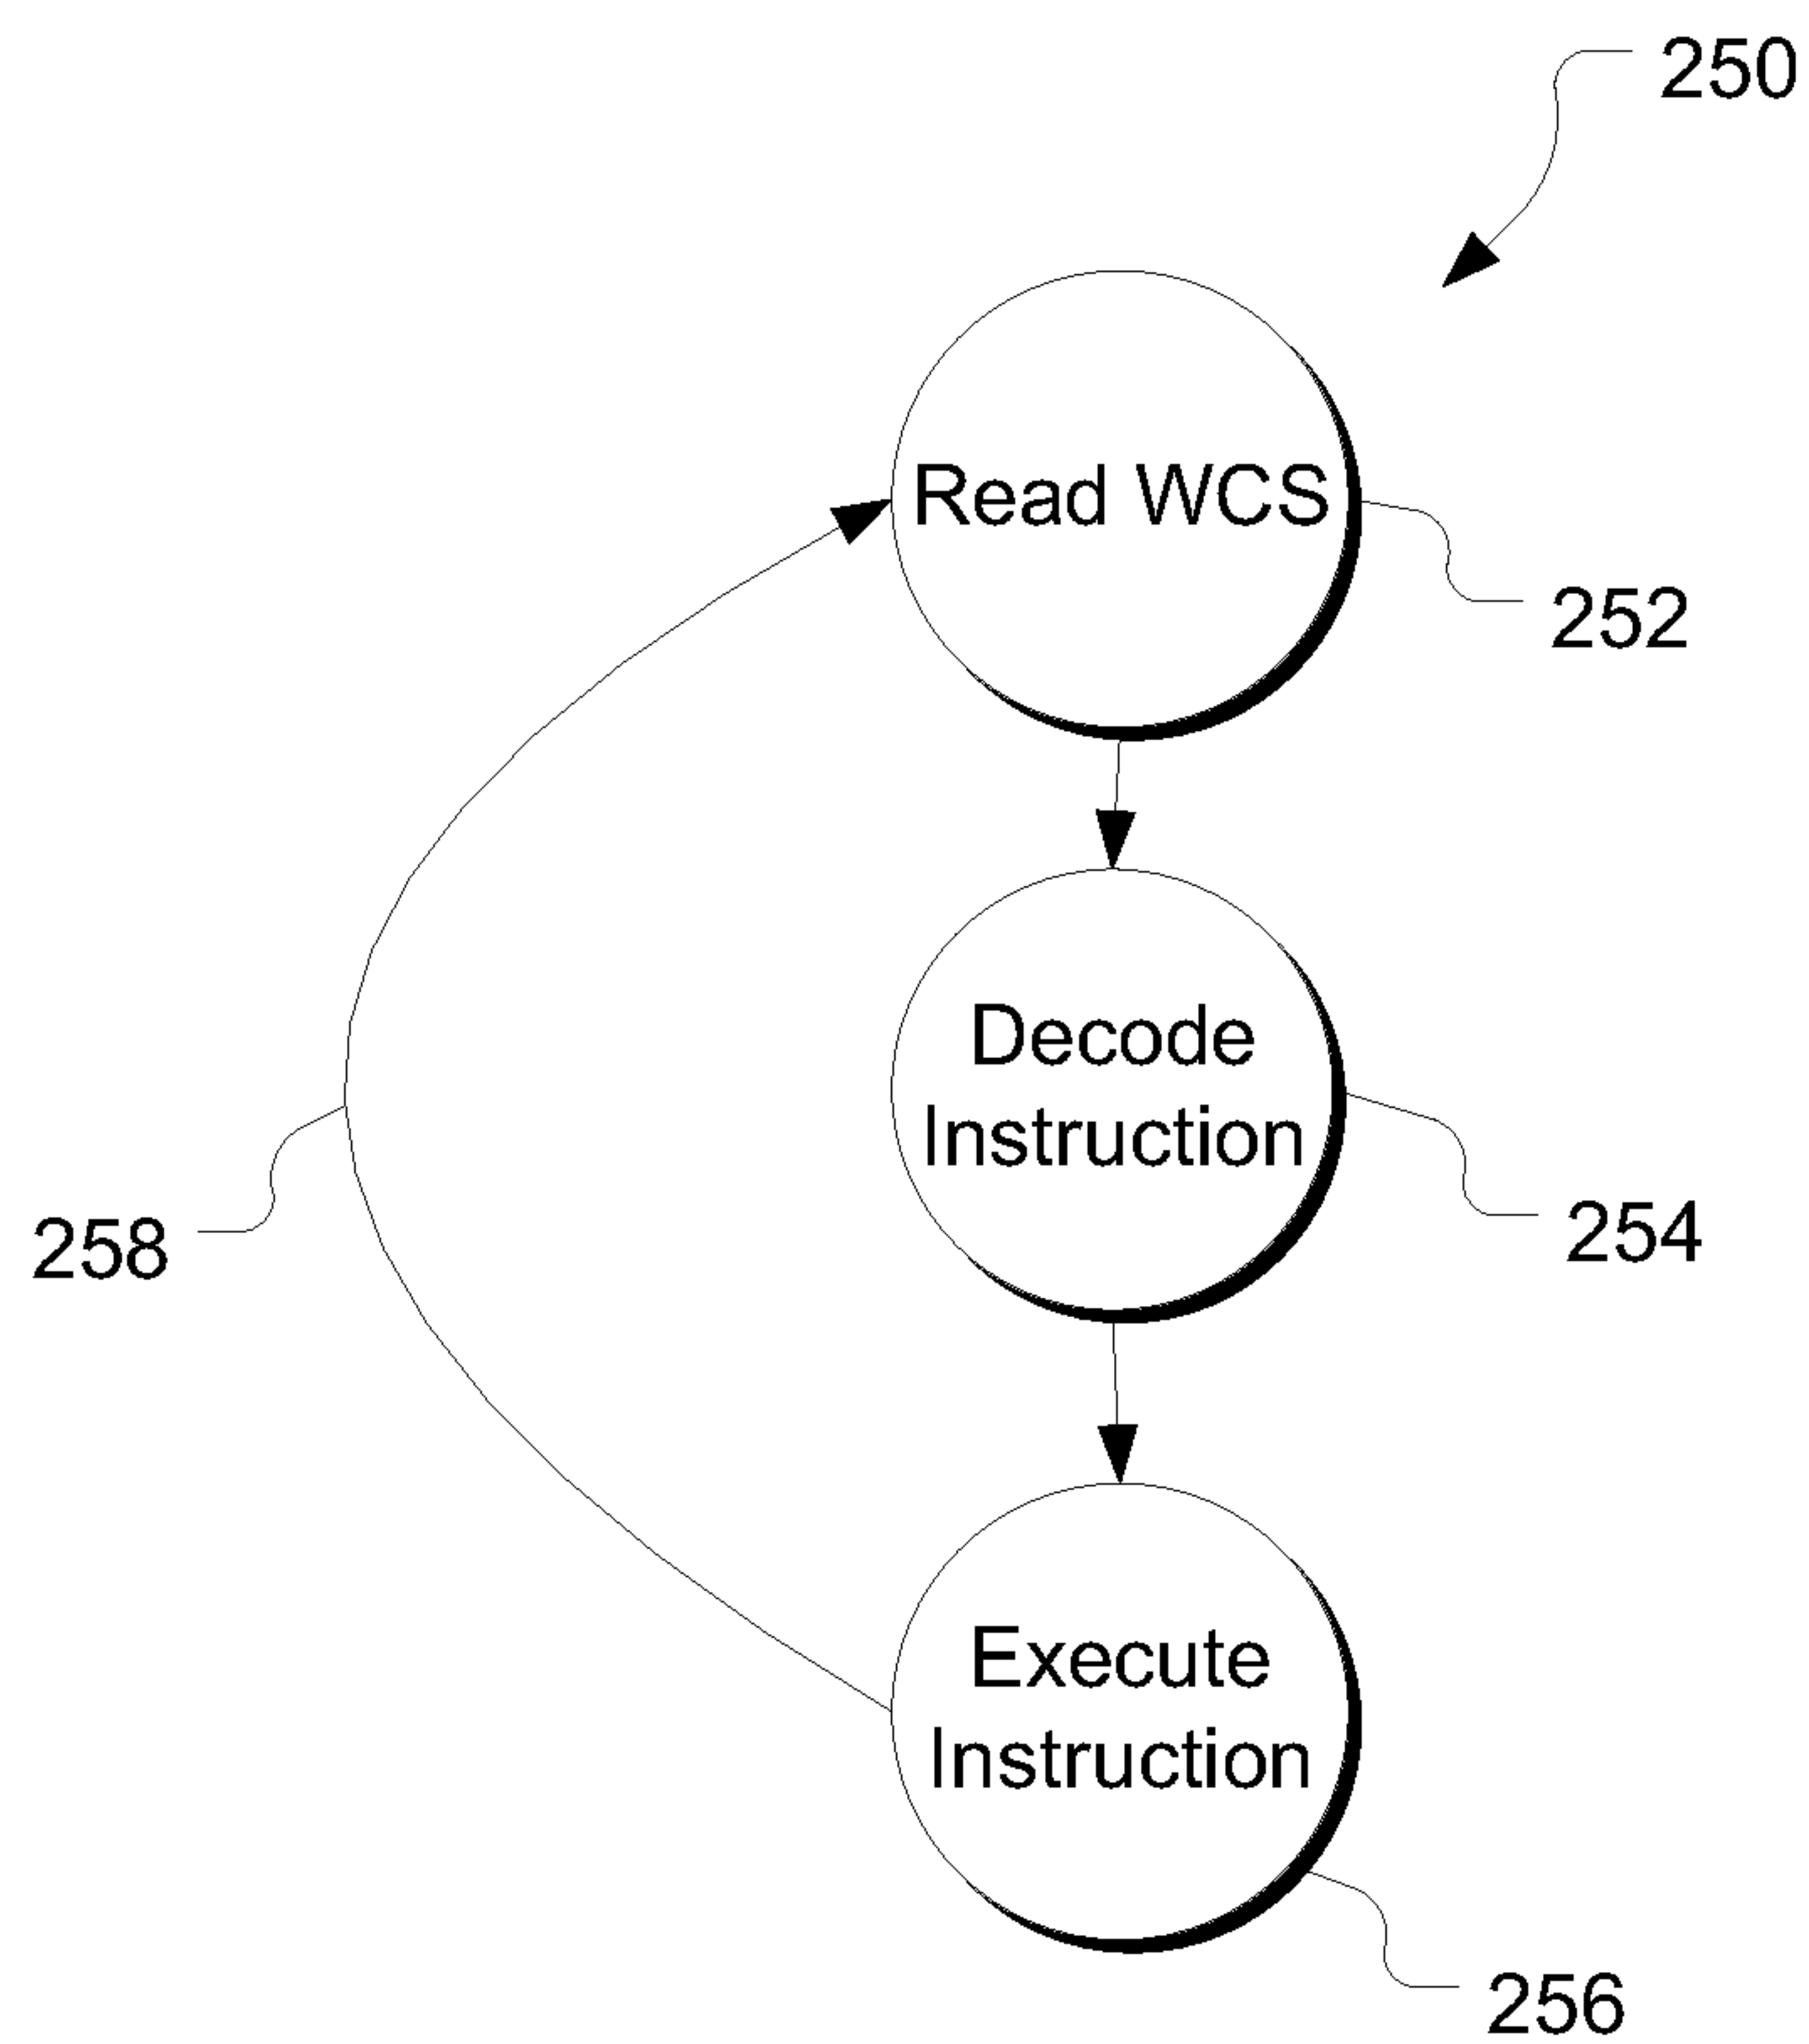 250
Read WCS
252
Decode
Instruction
254
258
Execute
Instruction
256